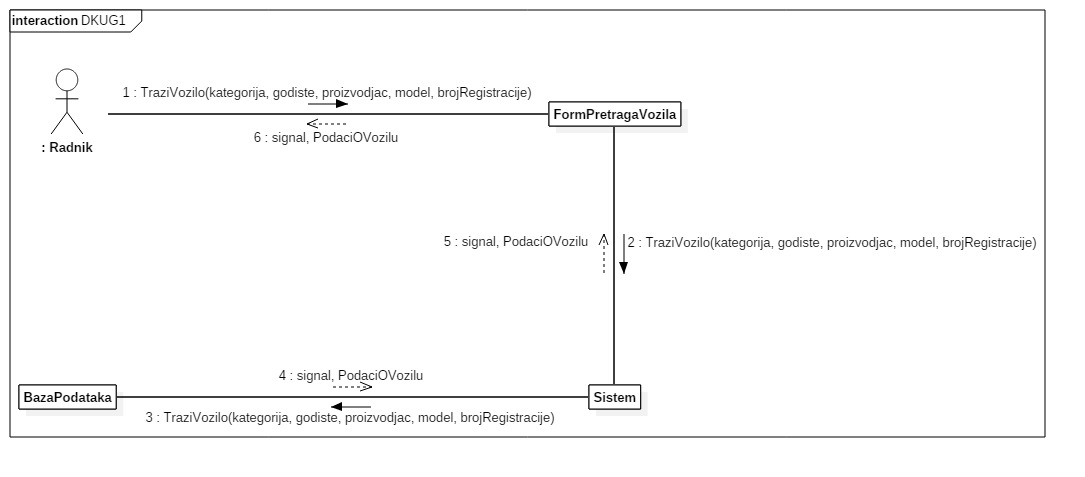 interaction DKUG1
1 : TraziVozilo(kategorija, godiste, proizvodjac, model, brojRegistracije)
FormPretragaVozila
6 : signal, PodaciOVozilu
: Radnik
5 : signal, PodaciOVozilu
2 : TraziVozilo(kategorija, godiste, proizvodjac, model, brojRegistracije)
4 : signal, PodaciOVozilu
BazaPodataka
Sistem
3 : TraziVozilo(kategorija, godiste, proizvodjac, model, brojRegistracije)